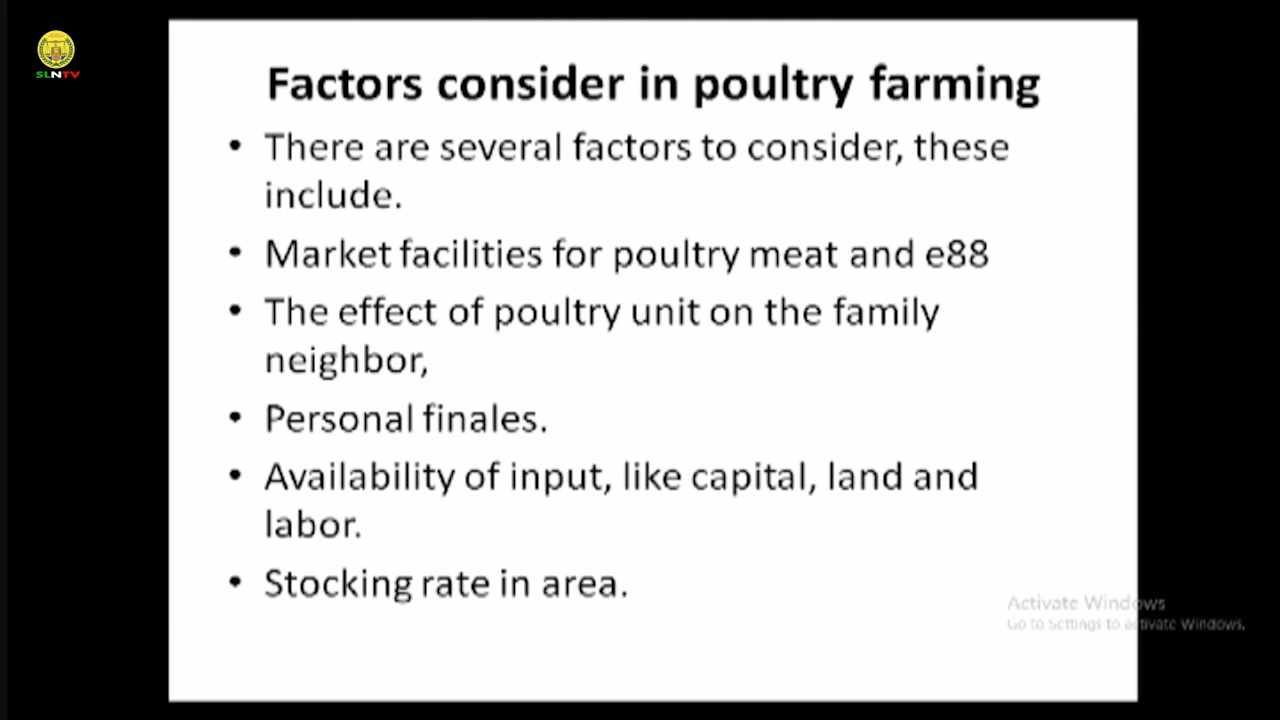 SLNTV
Factors consider in poultry farming
• There are several factors to consider, these
include.
• Market facilities for poultry meat and e88
• The effect of poultry unit on the family
neighbor,
• Personal finales.
• Availability of input, like capital, land and
labor.
• Stocking rate in area.
Activate Windows
Go to Settings to activate Windows.